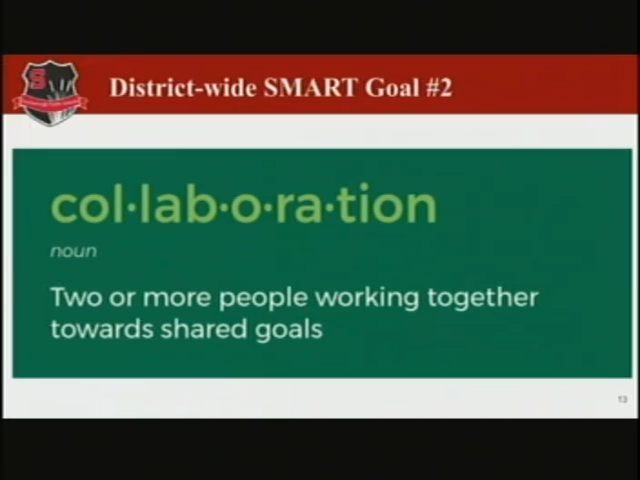 District-wide SMART Goal #2
S
col·lab·o·ra·tion
noun
Two or more people working together
towards shared goals
13